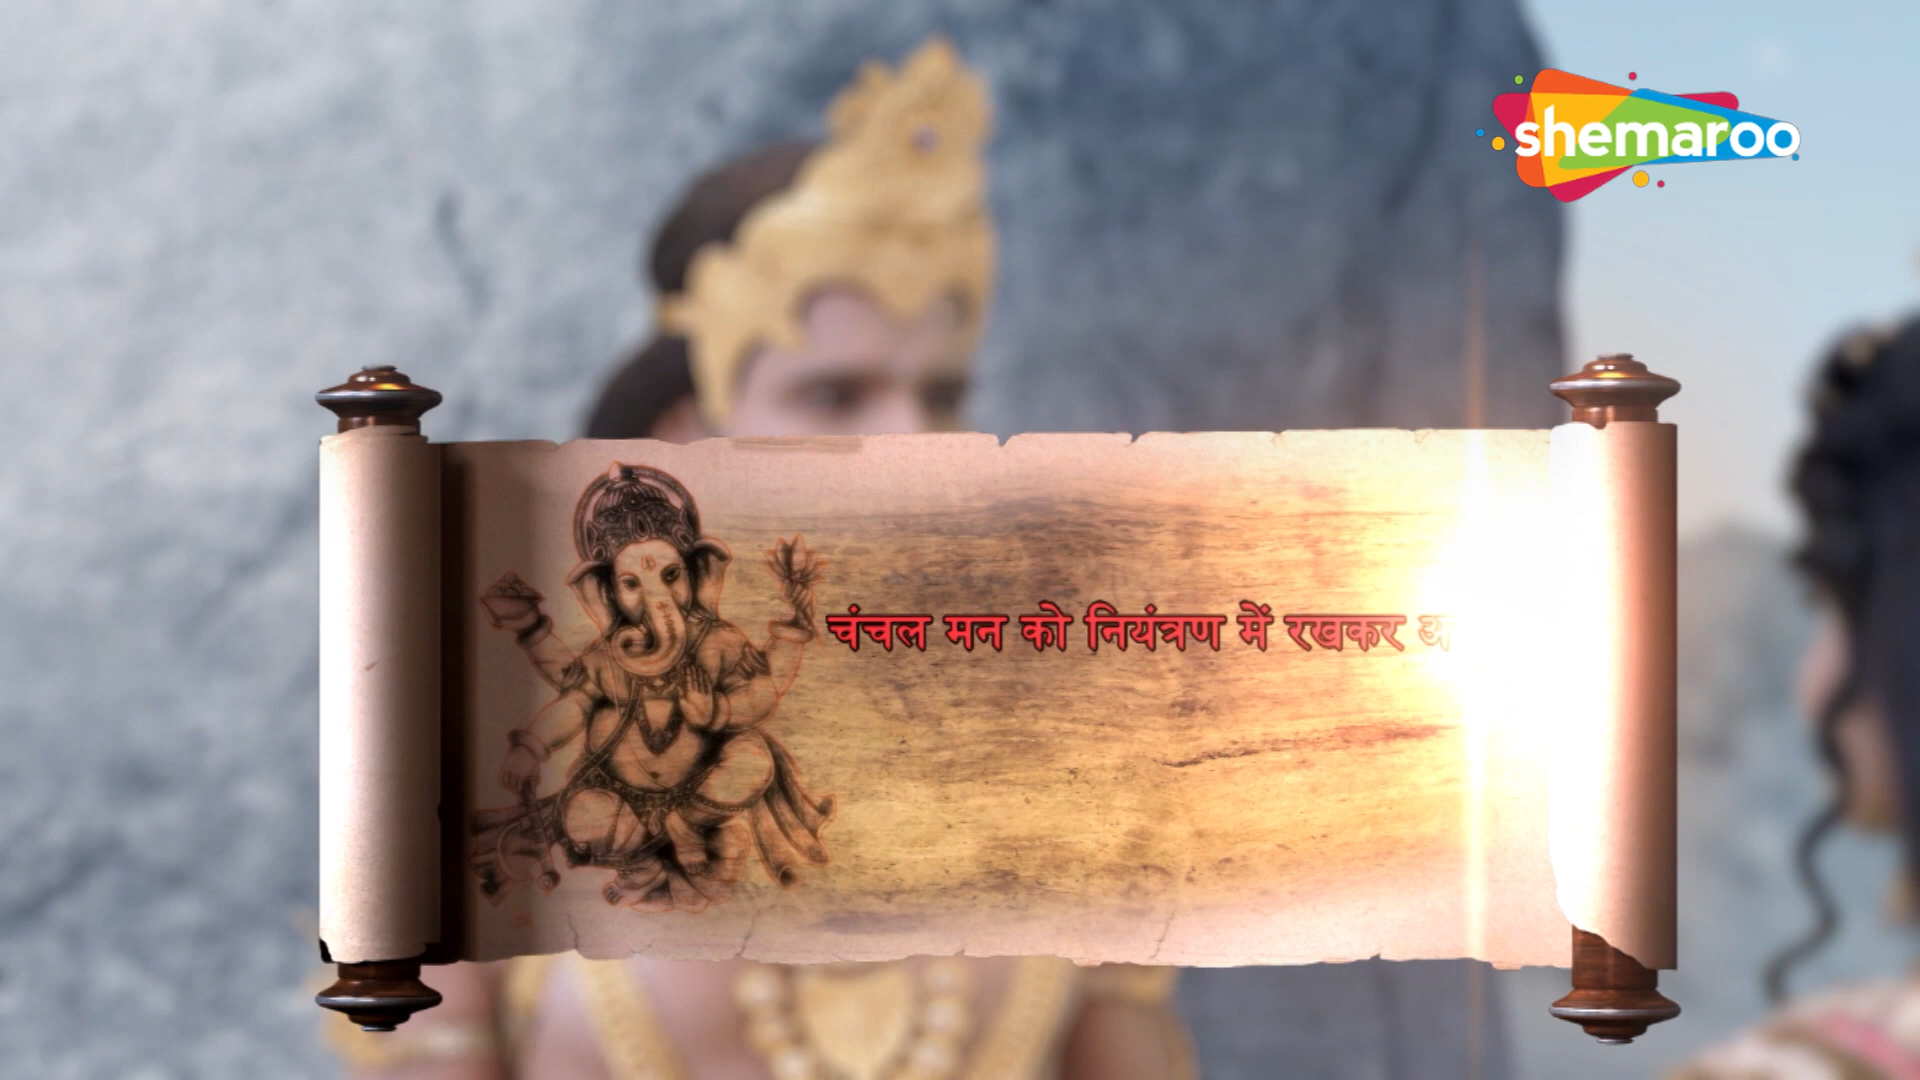 shemaroo
चंचल मन को नियंत्रण में रखकर